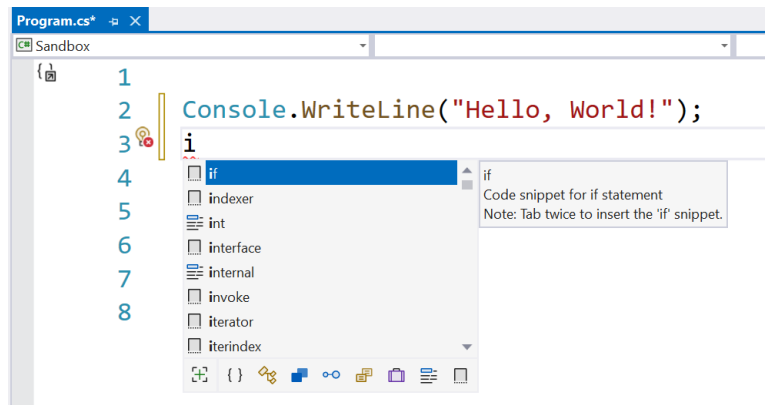 Program.cs*
C# Sandbox
1
2 Console.WriteLine("Hello, World!");
3 i
4
5
6
7
8
if
indexer
int
interface
internal
invoke
iterator
iterindex
if
Code snippet for if statement
Note: Tab twice to insert the 'if' snippet.